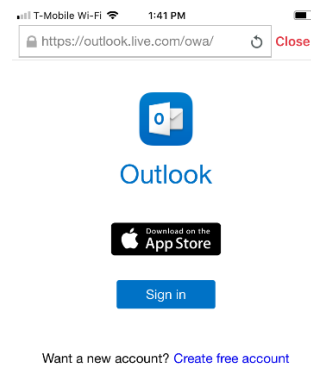 T-Mobile Wi-Fi 1:41 PM
https://outlook.live.com/owa/ Close
O
Outlook
Download on the
App Store
Sign in
Want a new account? Create free account